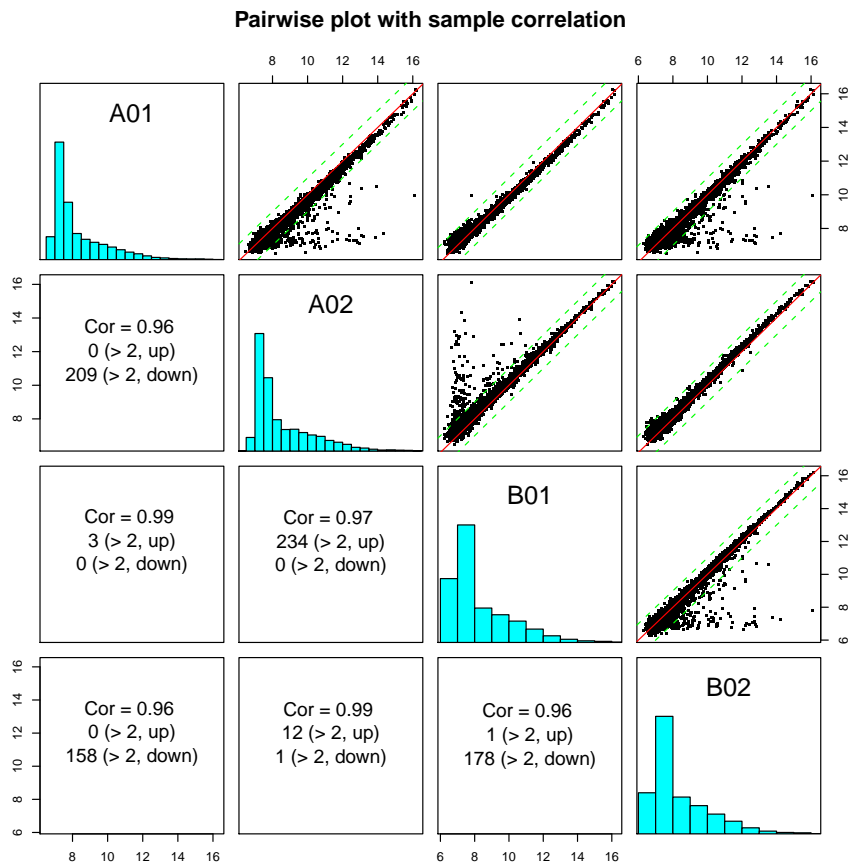 Pairwise plot with sample correlation
8 10 12 14 16
6 8 10 12 14 16
A01
8 10 12 14 16
8 10 12 14 16
Cor = 0.96
0 (> 2, up)
209 (> 2, down)
A02
Cor = 0.99
3 (> 2, up)
0 (> 2, down)
Cor = 0.97
234 (> 2, up)
0 (> 2, down)
B01
6 8 10 12 14 16
6 8 10 12 14 16
Cor = 0.96
0 (> 2, up)
158 (> 2, down)
Cor = 0.99
12 (> 2, up)
1 (> 2, down)
Cor = 0.96
1 (> 2, up)
178 (> 2, down)
B02
8 10 12 14 16
6 8 10 12 14 16